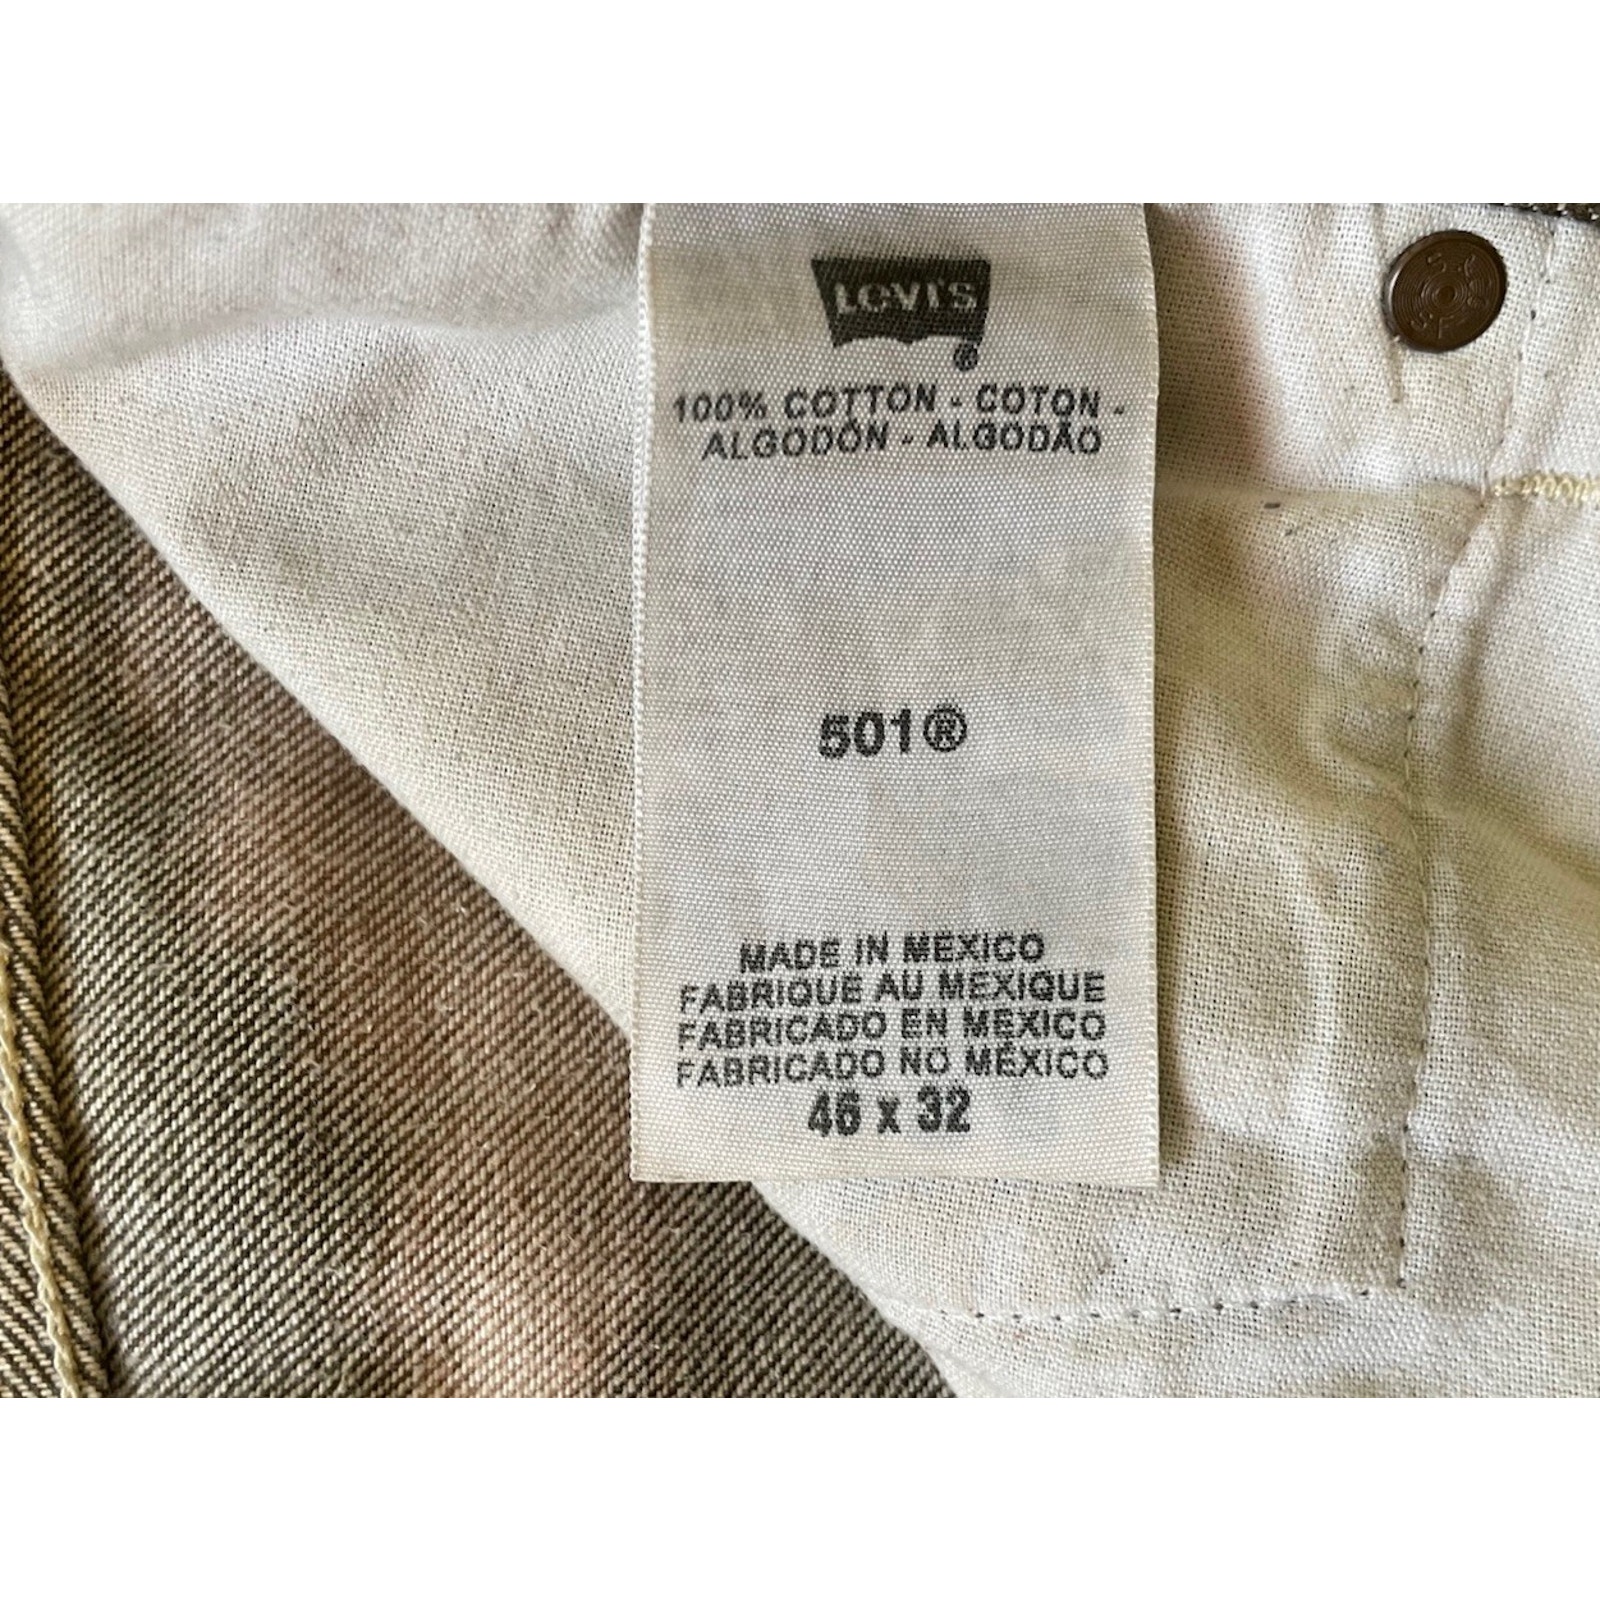 LEVI'S
®
100% COTTON - COTON -
ALGODÓN - ALGODÃO
501®
MADE IN MEXICO
FABRIQUE AU MEXIQUE
FABRICADO EN MEXICO
FABRICADO NO MÉXICO
46 x 32